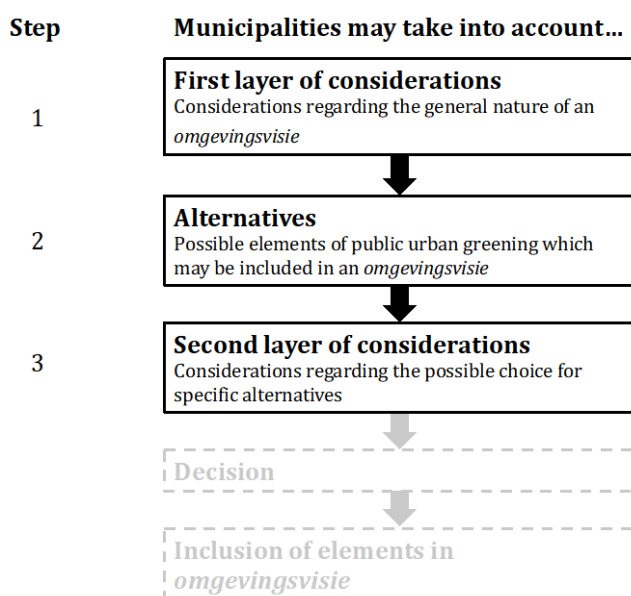 Step Municipalities may take into account…
First layer of considerations
Considerations regarding the general nature of an
1
omgevingsvisie
Alternatives
2
Possible elements of public urban greening which
may be included in an omgevingsvisie
Second layer of considerations
3
Considerations regarding the possible choice for
specific alternatives
Decision
Inclusion of elements in
omgevingsvisie